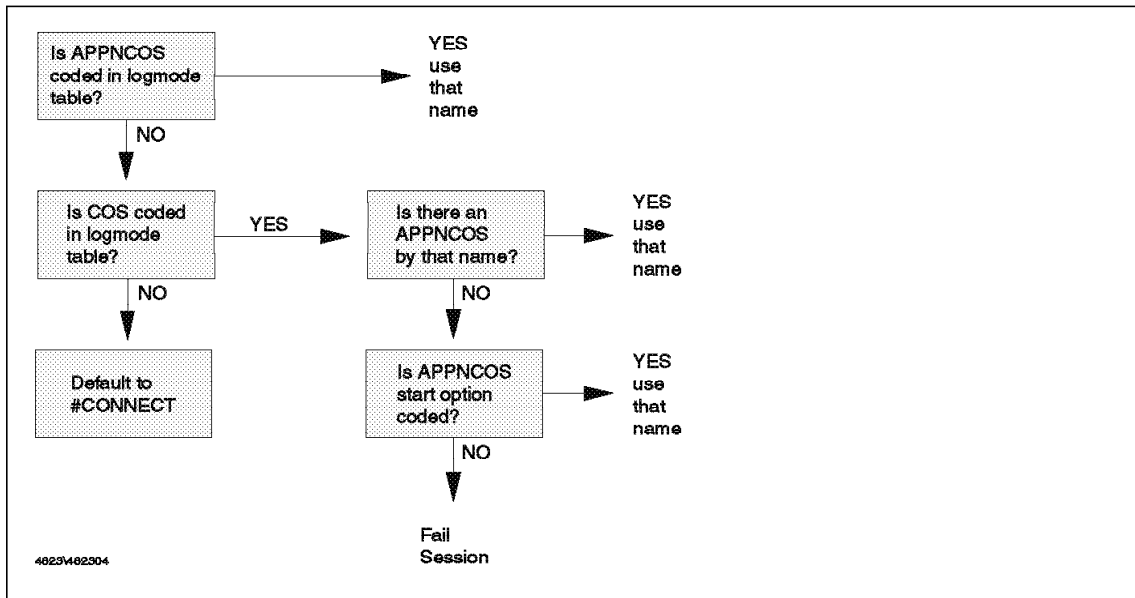 Is APPNCOS
coded in logmode
table?
YES
use
that
name
NO
Is COS coded
in logmode
table?
YES
Is there an
APPNCOS
by that name?
YES
use
that
name
NO
NO
Default to
#CONNECT
Is APPNCOS
start option
coded?
YES
use
that
name
NO
Fail
Session
4623\462304